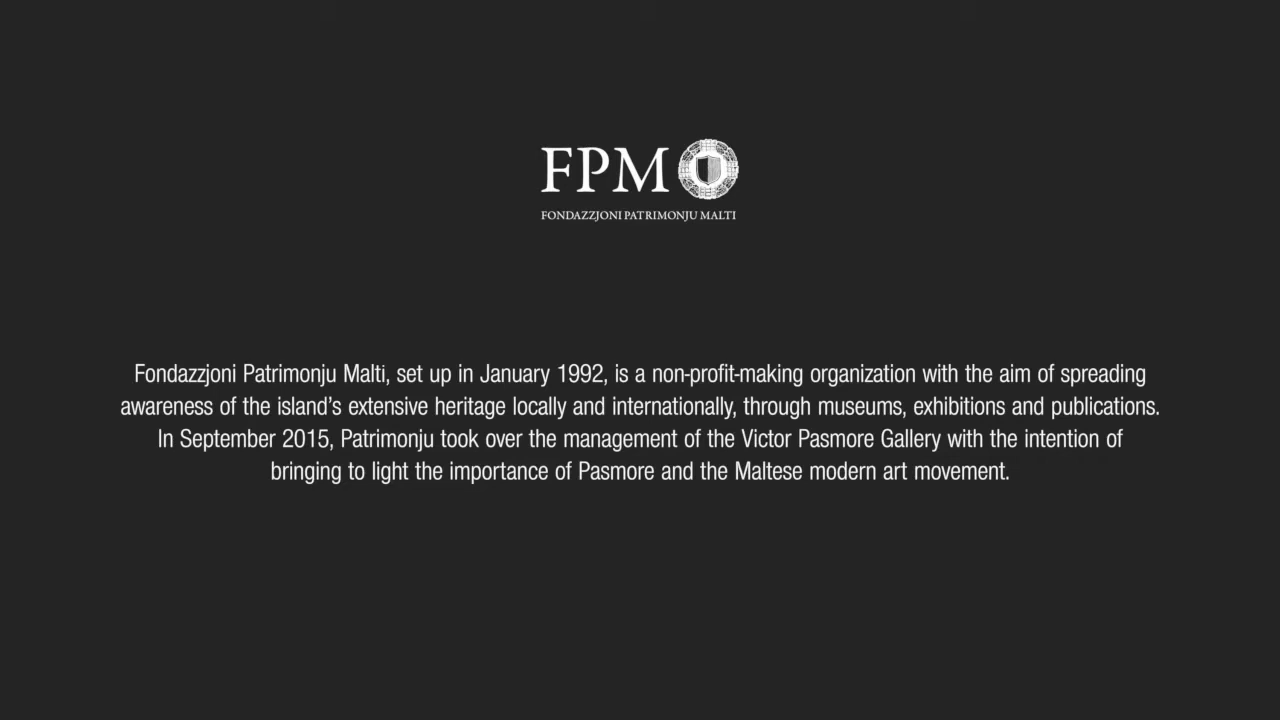 FPM
FONDAZZJONI PATRIMONJU MALTI
Fondazzjoni Patrimonju Malti, set up in January 1992, is a non-profit-making organization with the aim of spreading
awareness of the island’s extensive heritage locally and internationally, through museums, exhibitions and publications.
In September 2015, Patrimonju took over the management of the Victor Pasmore Gallery with the intention of
bringing to light the importance of Pasmore and the Maltese modern art movement.